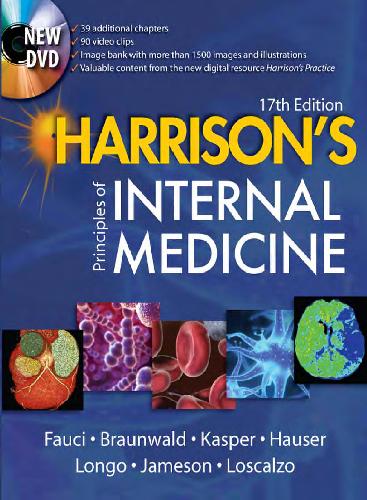 NEW
DVD
✓ 39 additional chapters
✓ 90 video clips
✓ Image bank with more than 1500 images and illustrations
✓ Valuable content from the new digital resource Harrison's Practice
17th Edition
HARRISON'S
Principles of
INTERNAL
MEDICINE
Fauci • Braunwald • Kasper • Hauser
Longo • Jameson • Loscalzo